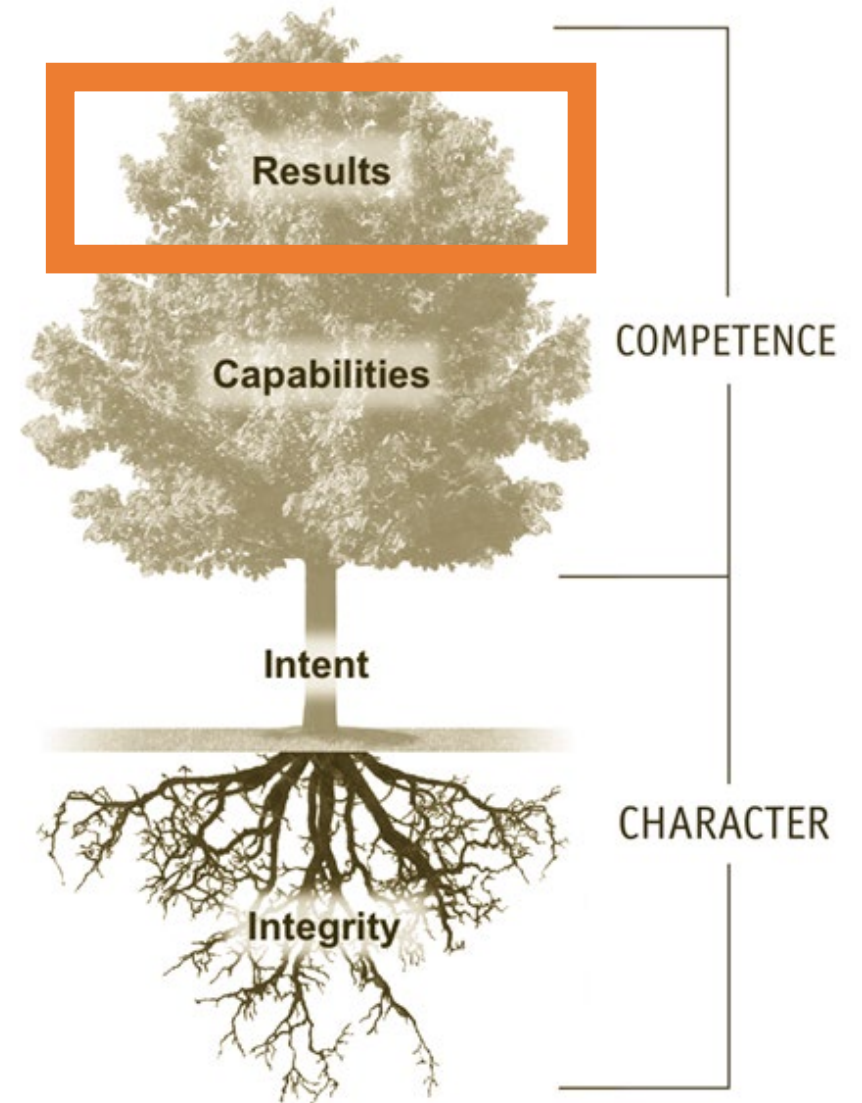 Results
Capabilities
COMPETENCE
Intent
CHARACTER
Integrity